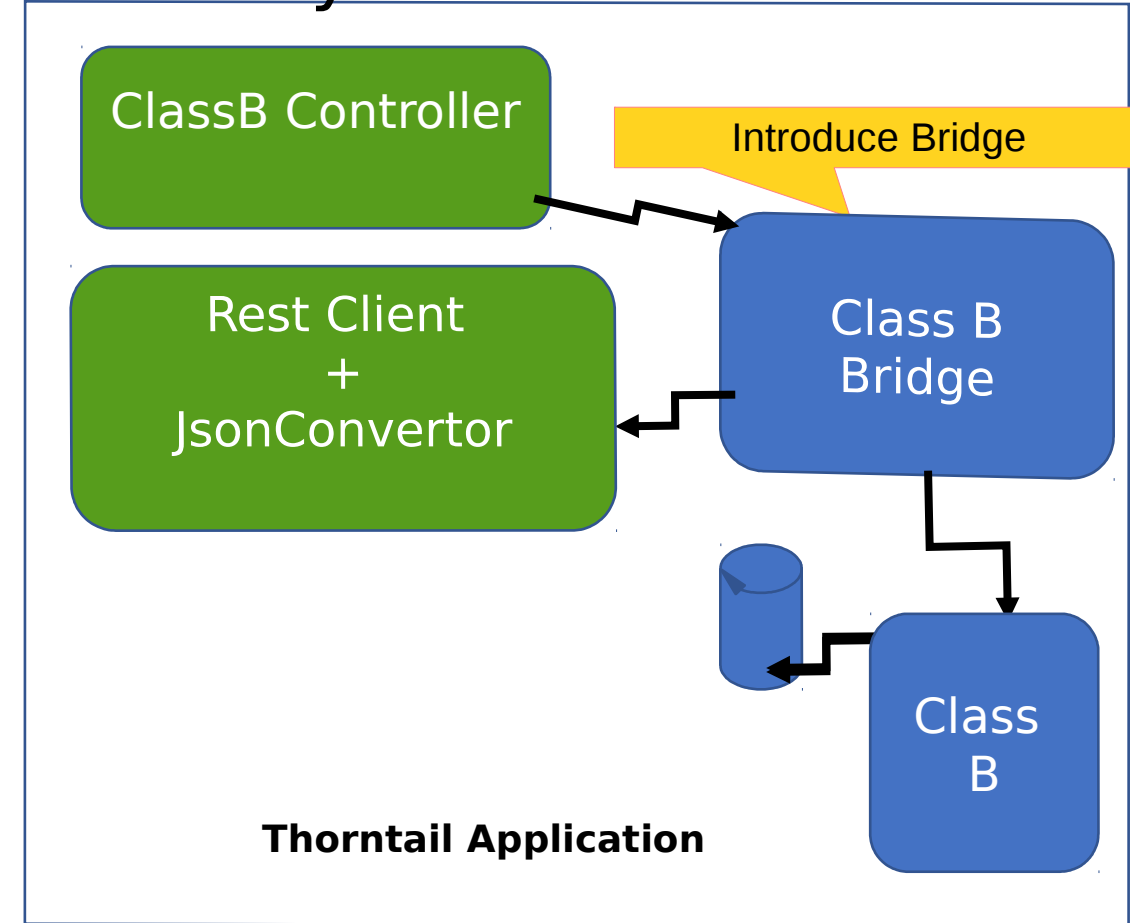 ClassB Controller
Introduce Bridge
Rest Client
+
JsonConvertor
Class B
Bridge
Class
B
Thorntail Application